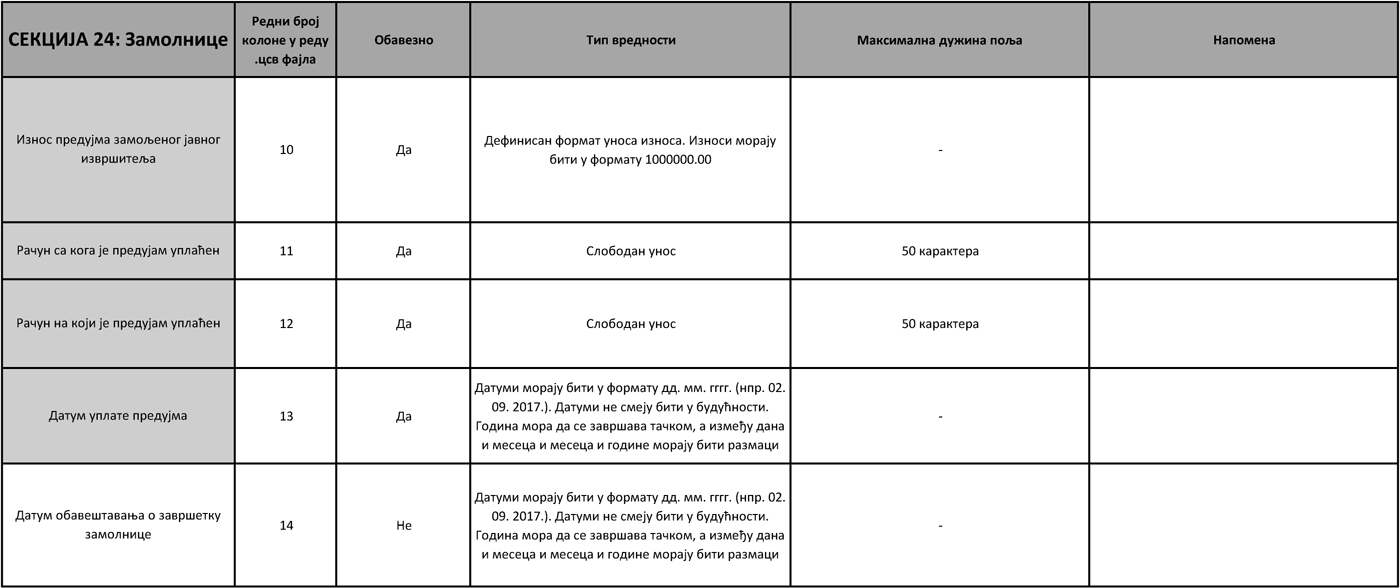 СЕКЦИЈА 24: Замолнице
Редни број
колоне у реду
.цсв фајла
Обавезно
Тип вредности
Максимална дужина поља
Напомена
Износ предујма замољеног јавног
извршитеља
10
Да
Дефинисан формат уноса износа. Износи морају
бити у формату 1000000.00
-
Рачун са кога је предујам уплаћен
11
Да
Слободан унос
50 карактера
Рачун на који је предујам уплаћен
12
Да
Слободан унос
50 карактера
Датум уплате предујма
13
Да
Датуми морају бити у формату дд. мм. гггг. (нпр. 02.
09. 2017.). Датуми не смеју бити у будућности.
Година мора да се завршава тачком, а између дана
и месеца и месеца и године морају бити размаци
-
Датум обавештавања о завршетку
замолнице
14
Не
Датуми морају бити у формату дд. мм. гггг. (нпр. 02.
09. 2017.). Датуми не смеју бити у будућности.
Година мора да се завршава тачком, а између дана
и месеца и месеца и године морају бити размаци
-